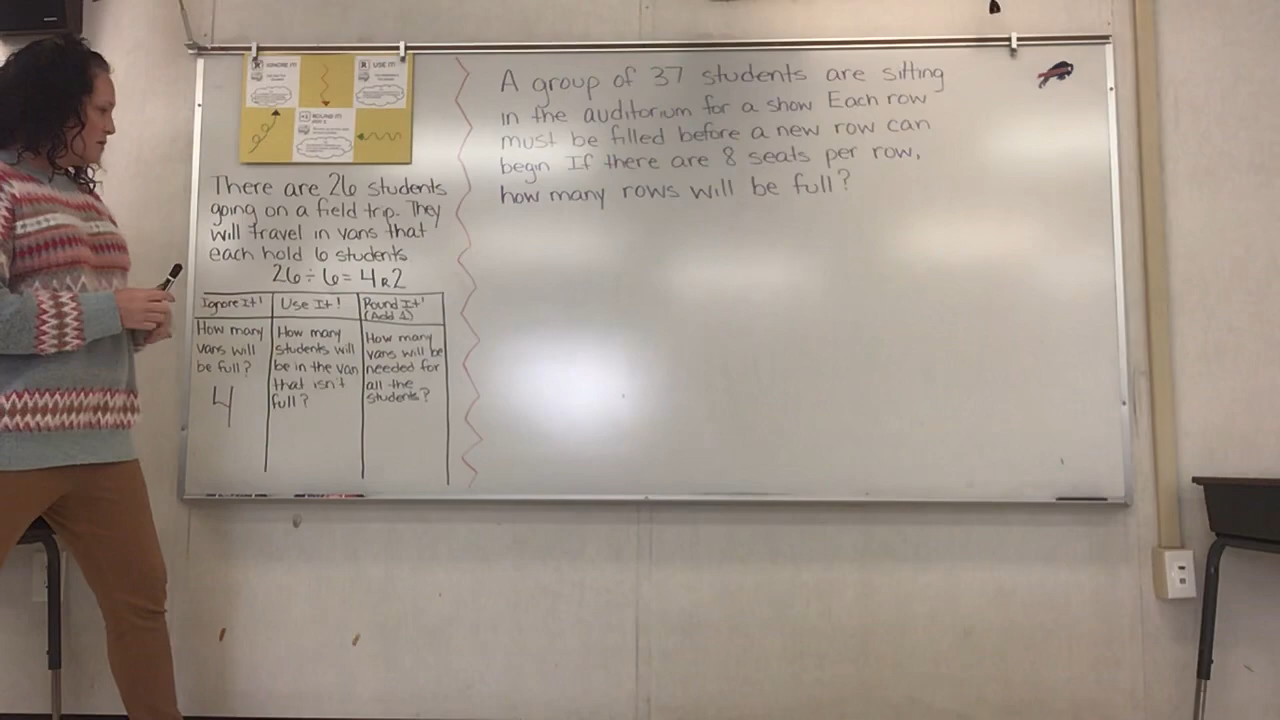 IGNORE IT!
USE IT!
ROUND IT!
There are 26 students
going on a field trip. They
will travel in vans that
each hold 6 students
26 ÷ 6 = 4 R 2
Ignore It!
How many
vans will
be full?
4
Use It!
How many
students will
be in the van
that isn't
full?
Round It!
(Add 1)
How many
vans will be
needed for
all the
students?
A group of 37 students are sitting
in the auditorium for a show Each row
must be filled before a new row can
begin If there are 8 seats per row,
how many rows will be full?